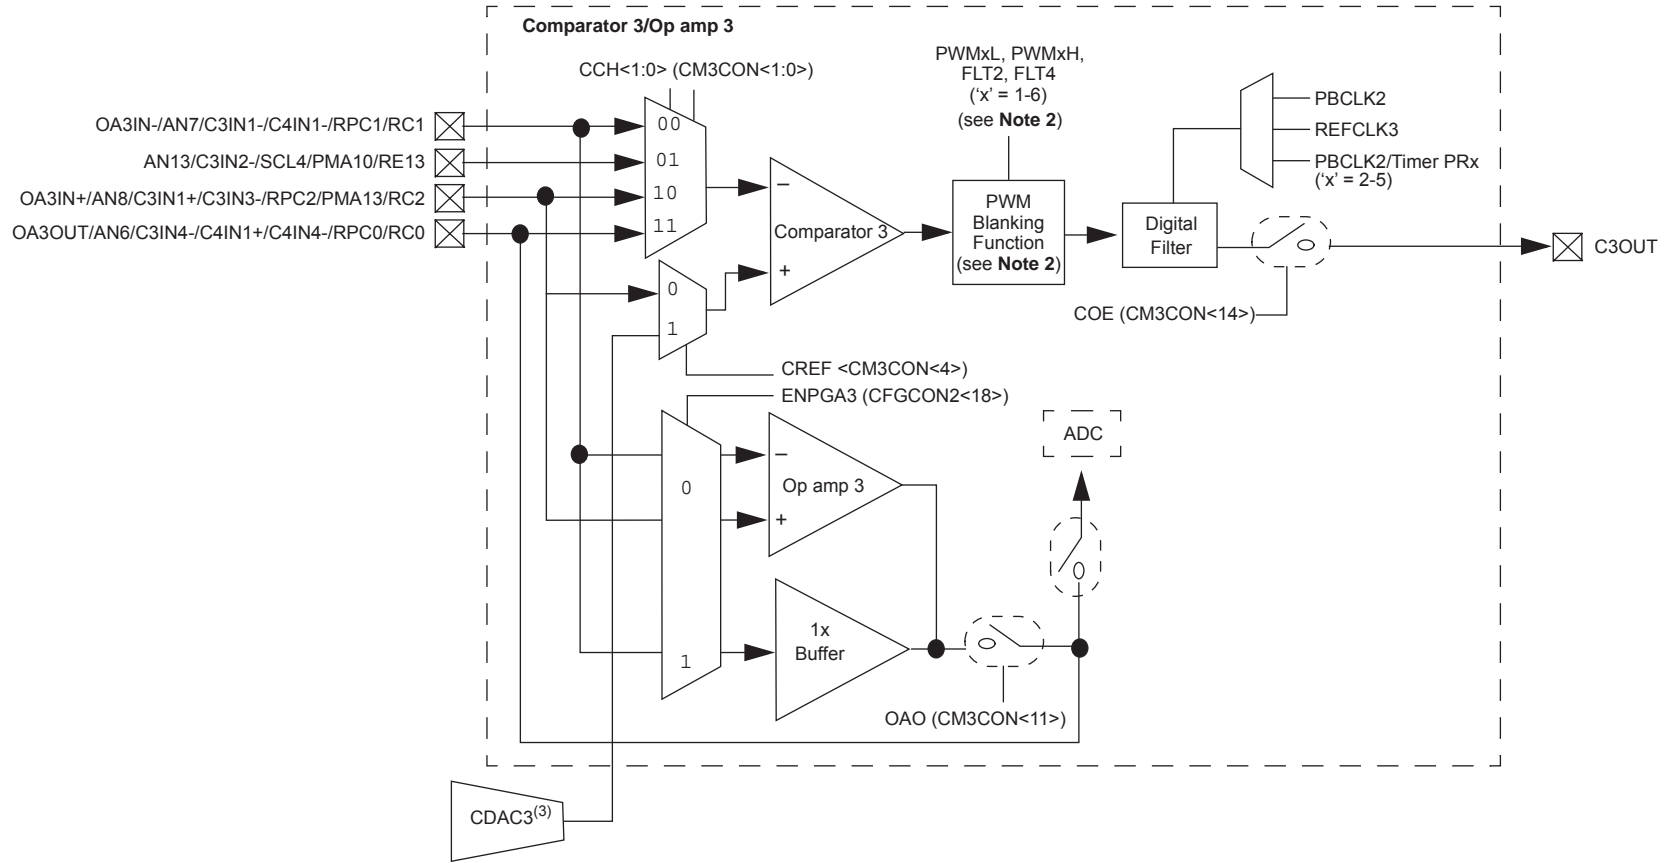 Comparator 3/Op amp 3
CCH<1:0> (CM3CON<1:0>)
PWMxL, PWMxH,
FLT2, FLT4
('x' = 1-6)
(see Note 2)
PBCLK2
REFCLK3
PBCLK2/Timer PRx
('x' = 2-5)
OA3IN-/AN7/C3IN1-/C4IN1-/RPC1/RC1
AN13/C3IN2-/SCL4/PMA10/RE13
OA3IN+/AN8/C3IN1+/C3IN3-/RPC2/PMA13/RC2
OA3OUT/AN6/C3IN4-/C4IN1+/C4IN4-/RPC0/RC0
00
01
10
11
−
Comparator 3
+
PWM
Blanking
Function
(see Note 2)
Digital
Filter
C3OUT
COE (CM3CON<14>)
0
1
CREF <CM3CON<4>)
ENPGA3 (CFGCON2<18>)
ADC
0
1
−
Op amp 3
+
1x
Buffer
OAO (CM3CON<11>)
CDAC3(3)